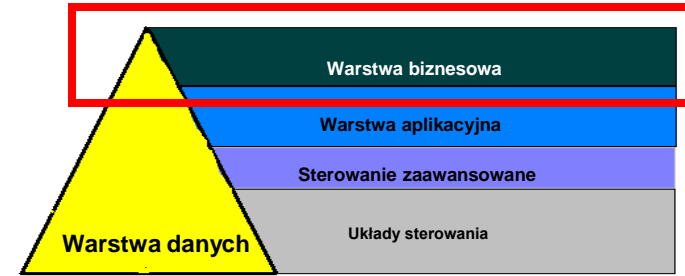 Warstwa biznesowa
Warstwa aplikacyjna
Sterowanie zaawansowane
Układy sterowania
Warstwa danych